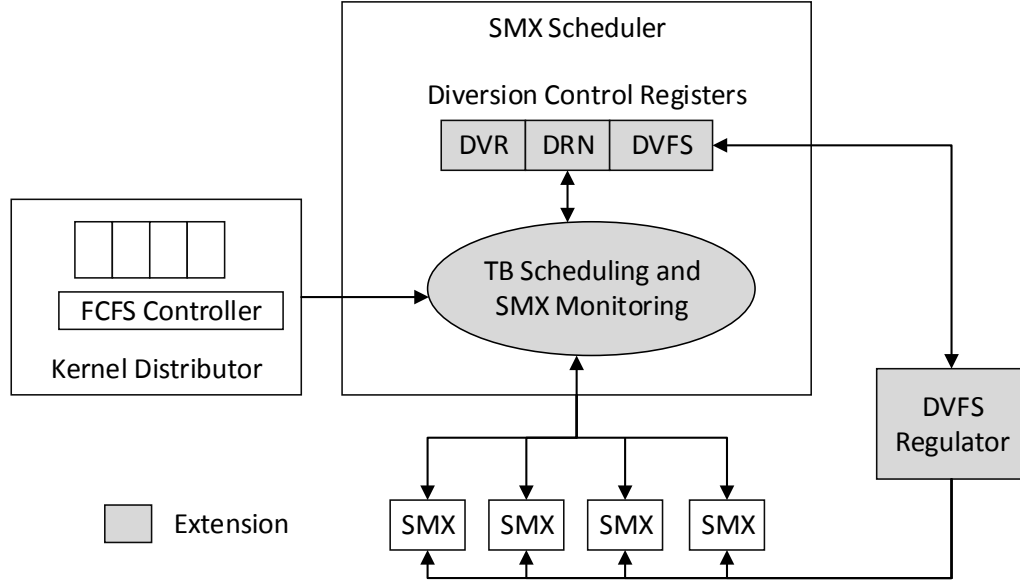 SMX Scheduler
Diversion Control Registers
DVR DRN DVFS
TB Scheduling and
SMX Monitoring
FCFS Controller
Kernel Distributor
DVFS
Regulator
SMX SMX SMX SMX
Extension